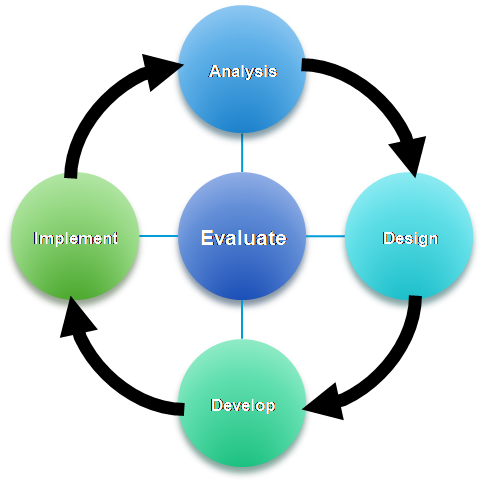 Analysis
Implement
Evaluate
Design
Develop